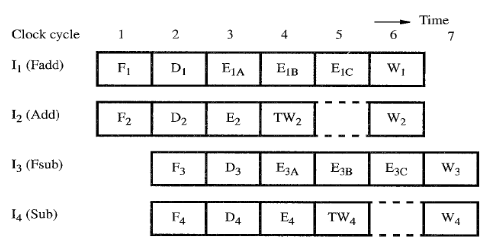 Time
Clock cycle 1 2 3 4 5 6 7
I1 (Fadd) F1 D1 E1A E1B E1C W1
I2 (Add) F2 D2 E2 TW2 W2
I3 (Fsub) F3 D3 E3A E3B E3C W3
I4 (Sub) F4 D4 E4 TW4 W4